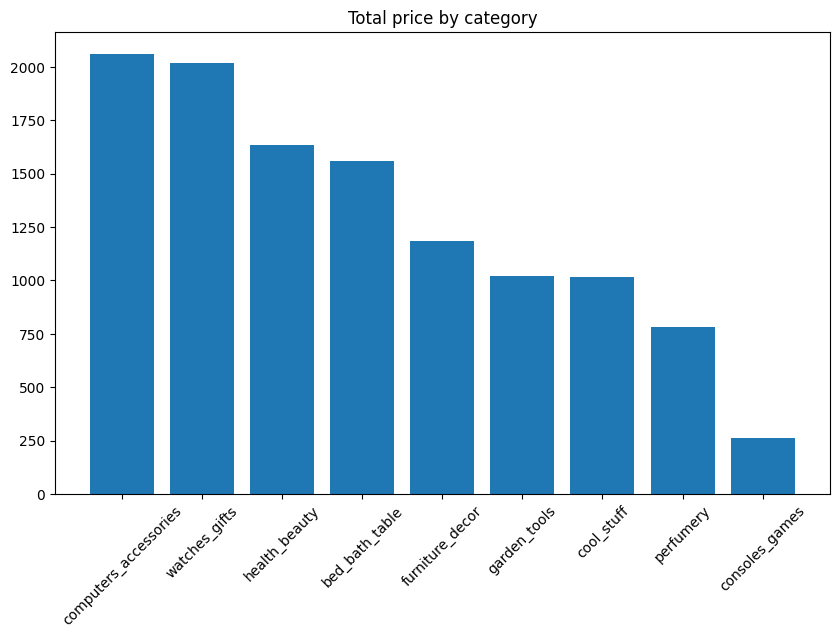 Total price by category
2000
1750
1500
1250
1000
750
500
250
0
computers_accessories
watches_gifts
health_beauty
bed_bath_table
furniture_decor
garden_tools
cool_stuff
perfumery
consoles_games